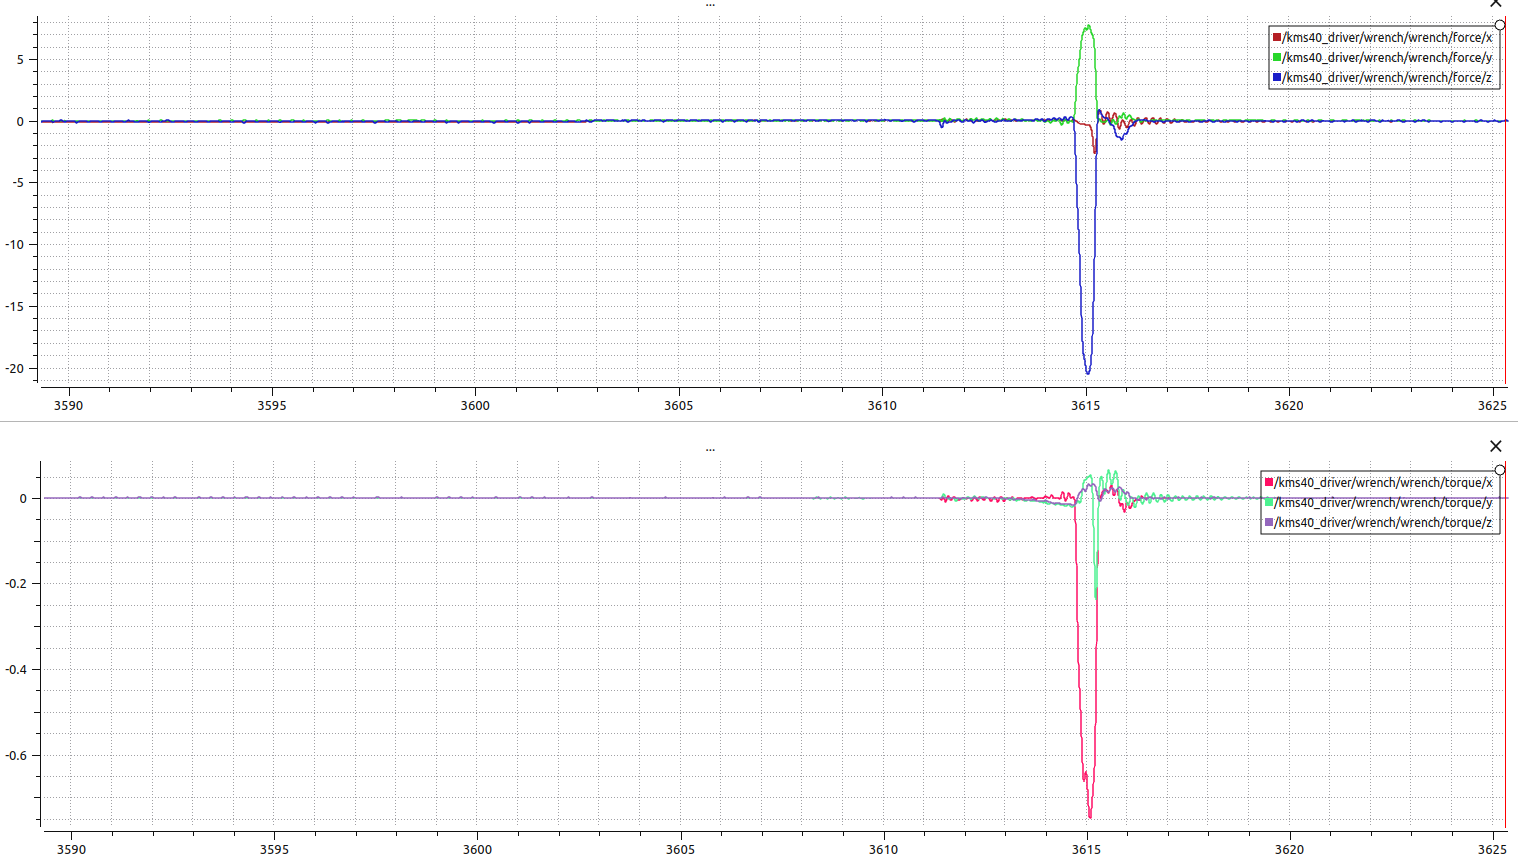 ...
/kms40_driver/wrench/wrench/force/x
/kms40_driver/wrench/wrench/force/y
/kms40_driver/wrench/wrench/force/z
5
0
-5
-10
-15
-20
3590 3595 3600 3605 3610 3615 3620 3625
...
/kms40_driver/wrench/wrench/torque/x
/kms40_driver/wrench/wrench/torque/y
/kms40_driver/wrench/wrench/torque/z
0
-0.2
-0.4
-0.6
3590 3595 3600 3605 3610 3615 3620 3625